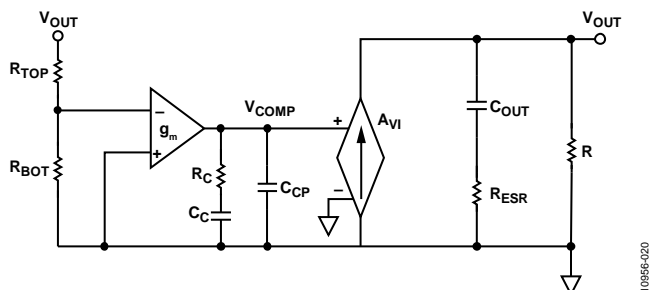 VOUT
VOUT
RTOP
RBOT
−
gm
+
VCOMP
RC
CC
CCP
+
AVI
−
COUT
RESR
R
10956-020